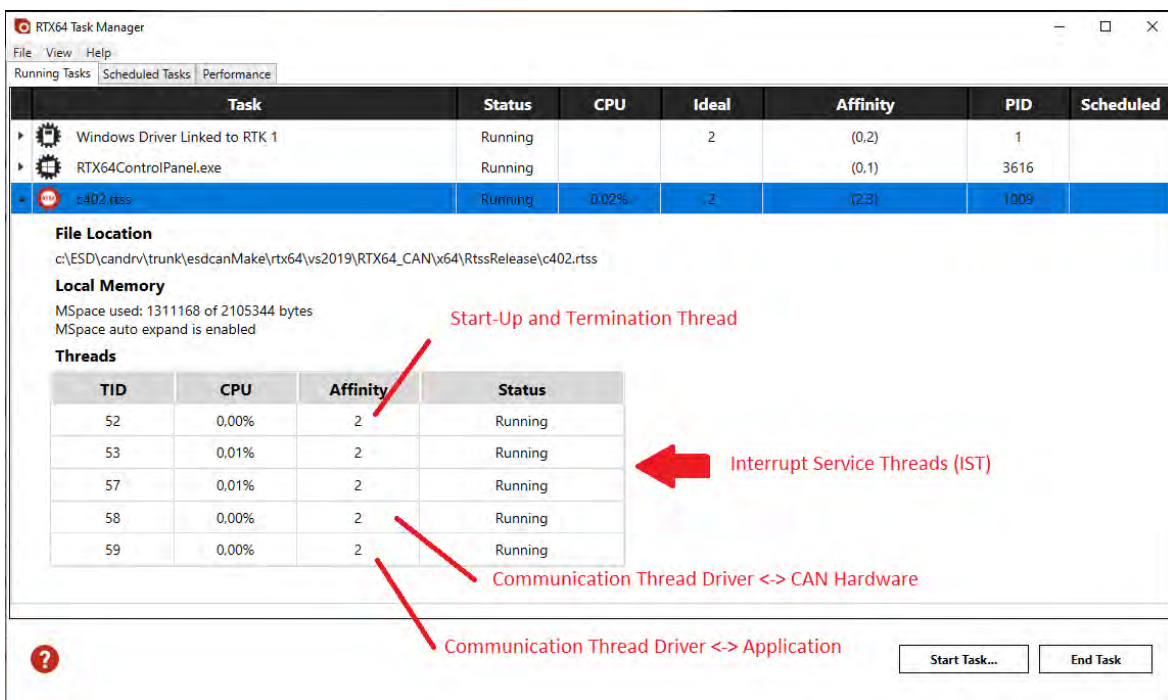 RTX64 Task Manager
File View Help
Running Tasks Scheduled Tasks Performance
Task Status CPU Ideal Affinity PID Scheduled
Windows Driver Linked to RTK 1 Running 2 (0,2) 1
RTX64ControlPanel.exe Running (0,1) 3616
c402.rtss Running 0.02% 2 (2,3) 1009
File Location
c:\ESD\candrv\trunk\esdcanMake\rtx64\vs2019\RTX64_CAN\x64\RtssRelease\c402.rtss
Local Memory
MSpace used: 1311168 of 2105344 bytes
MSpace auto expand is enabled
Start-Up and Termination Thread
Threads
TID CPU Affinity Status
52 0,00% 2 Running
53 0,01% 2 Running
Interrupt Service Threads (IST)
57 0,01% 2 Running
58 0,00% 2 Running
59 0,00% 2 Running
Communication Thread Driver <-> CAN Hardware
Communication Thread Driver <-> Application
? Start Task... End Task